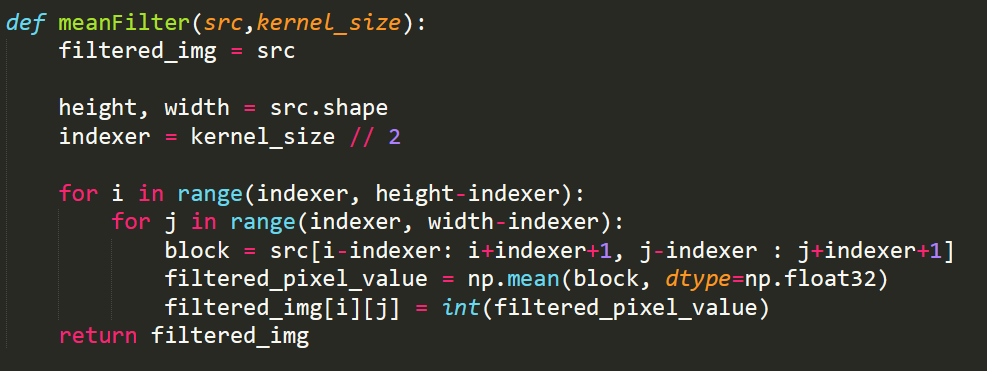 def meanFilter(src,kernel_size):
    filtered_img = src

    height, width = src.shape
    indexer = kernel_size // 2

    for i in range(indexer, height-indexer):
        for j in range(indexer, width-indexer):
            block = src[i-indexer: i+indexer+1, j-indexer : j+indexer+1]
            filtered_pixel_value = np.mean(block, dtype=np.float32)
            filtered_img[i][j] = int(filtered_pixel_value)
    return filtered_img